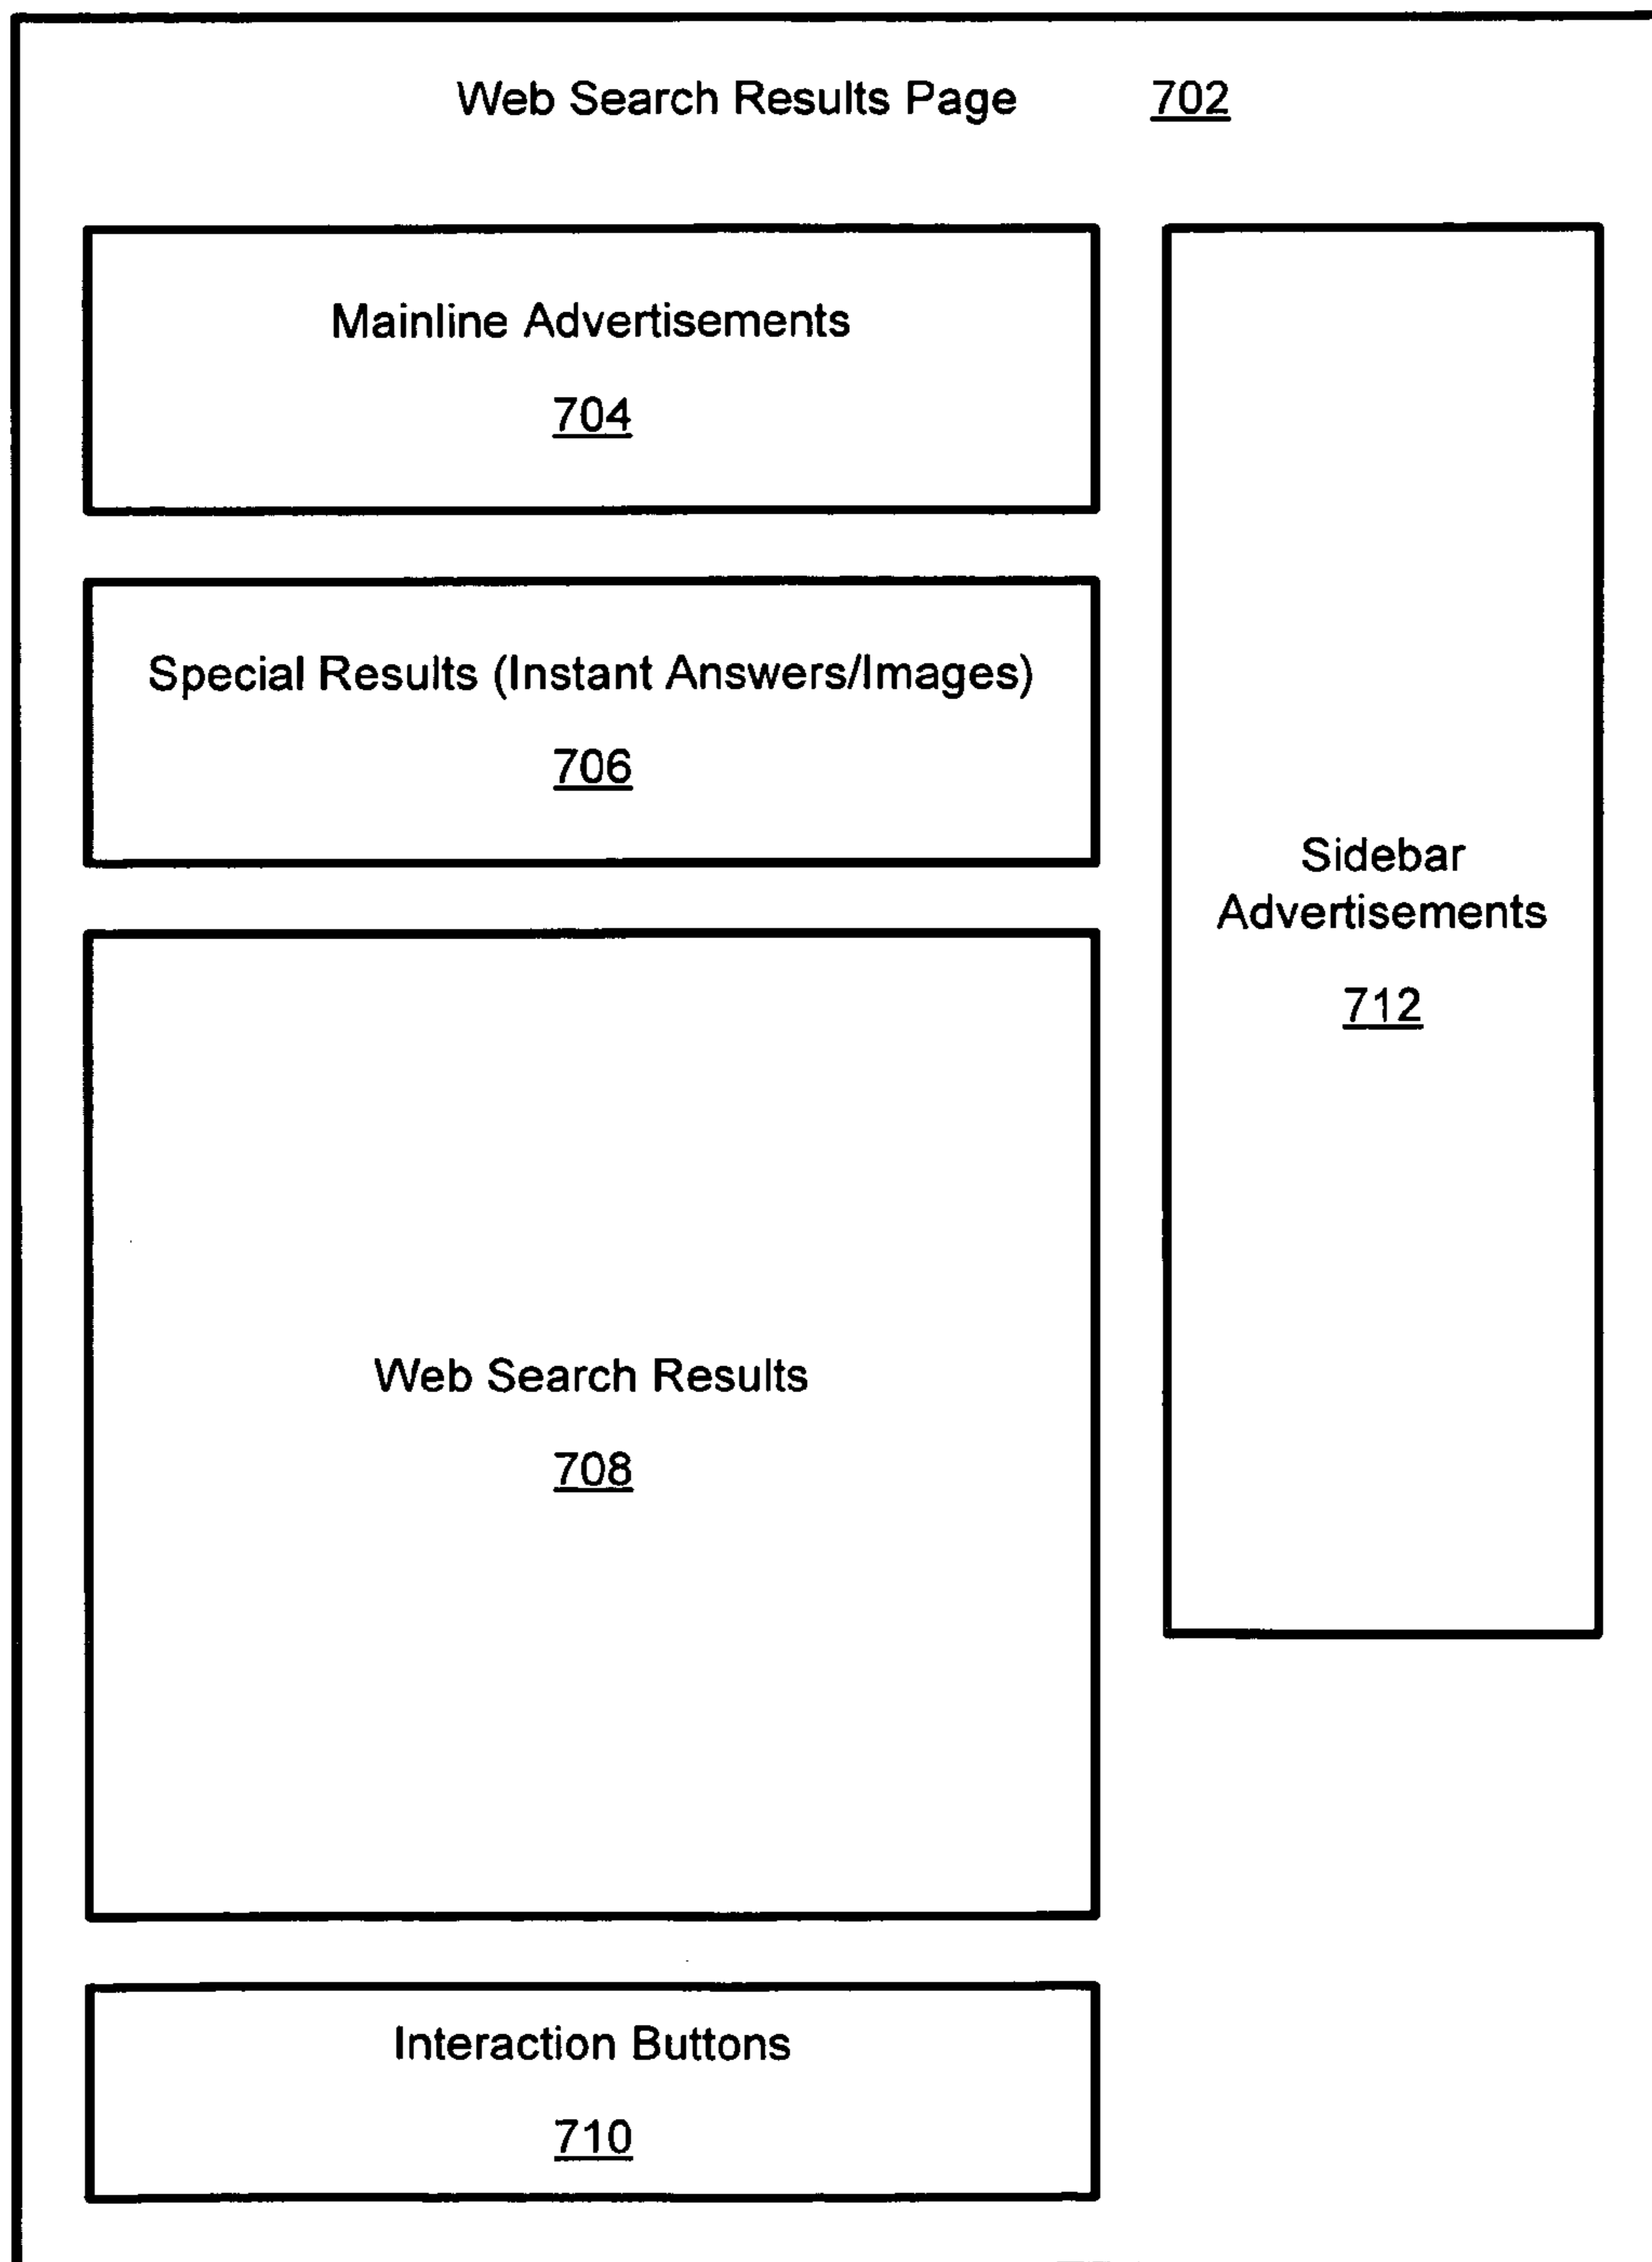 Web Search Results Page 702
Mainline Advertisements
704
Special Results (Instant Answers/Images)
706
Web Search Results
708
Interaction Buttons
710
Sidebar
Advertisements
712